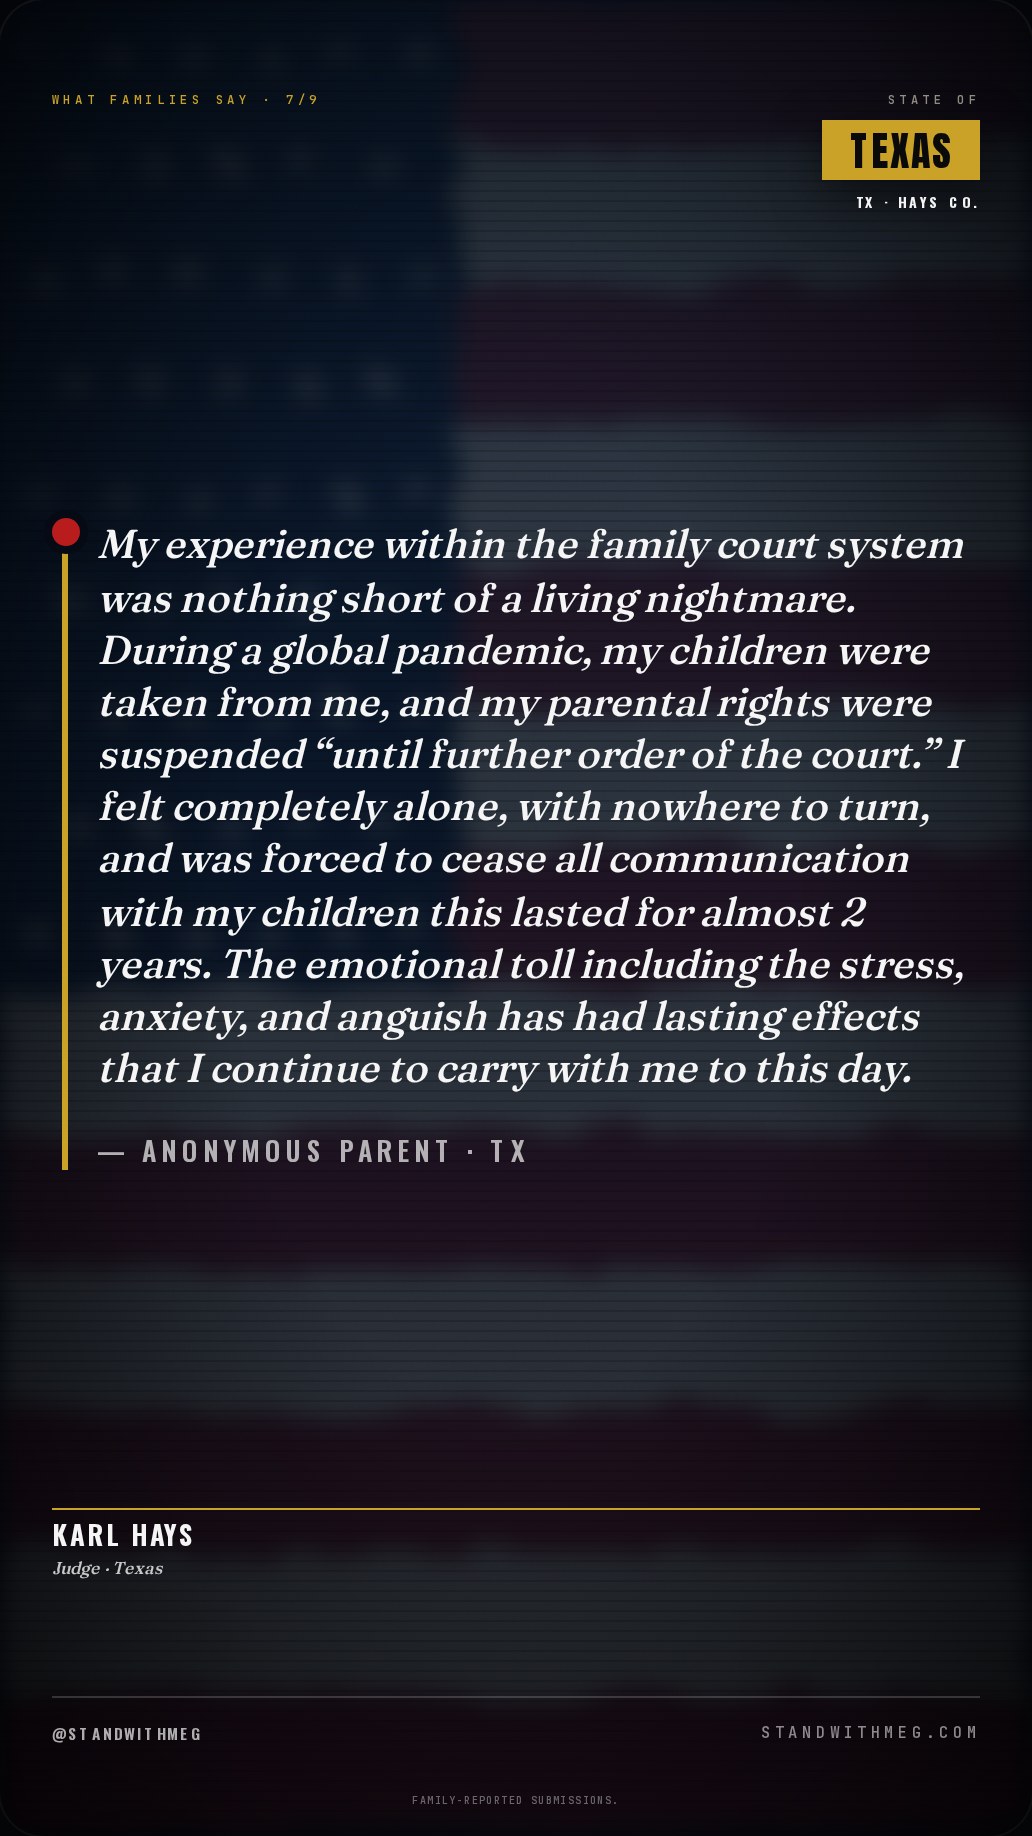 WHAT FAMILIES SAY · 7/9
STATE OF
TEXAS
TX · HAYS CO.
My experience within the family court system
was nothing short of a living nightmare.
During a global pandemic, my children were
taken from me, and my parental rights were
suspended “until further order of the court.” I
felt completely alone, with nowhere to turn,
and was forced to cease all communication
with my children this lasted for almost 2
years. The emotional toll including the stress,
anxiety, and anguish has had lasting effects
that I continue to carry with me to this day.
— ANONYMOUS PARENT · TX
KARL HAYS
Judge · Texas
@STANDWITHMEG
STANDWITHMEG.COM
FAMILY-REPORTED SUBMISSIONS.